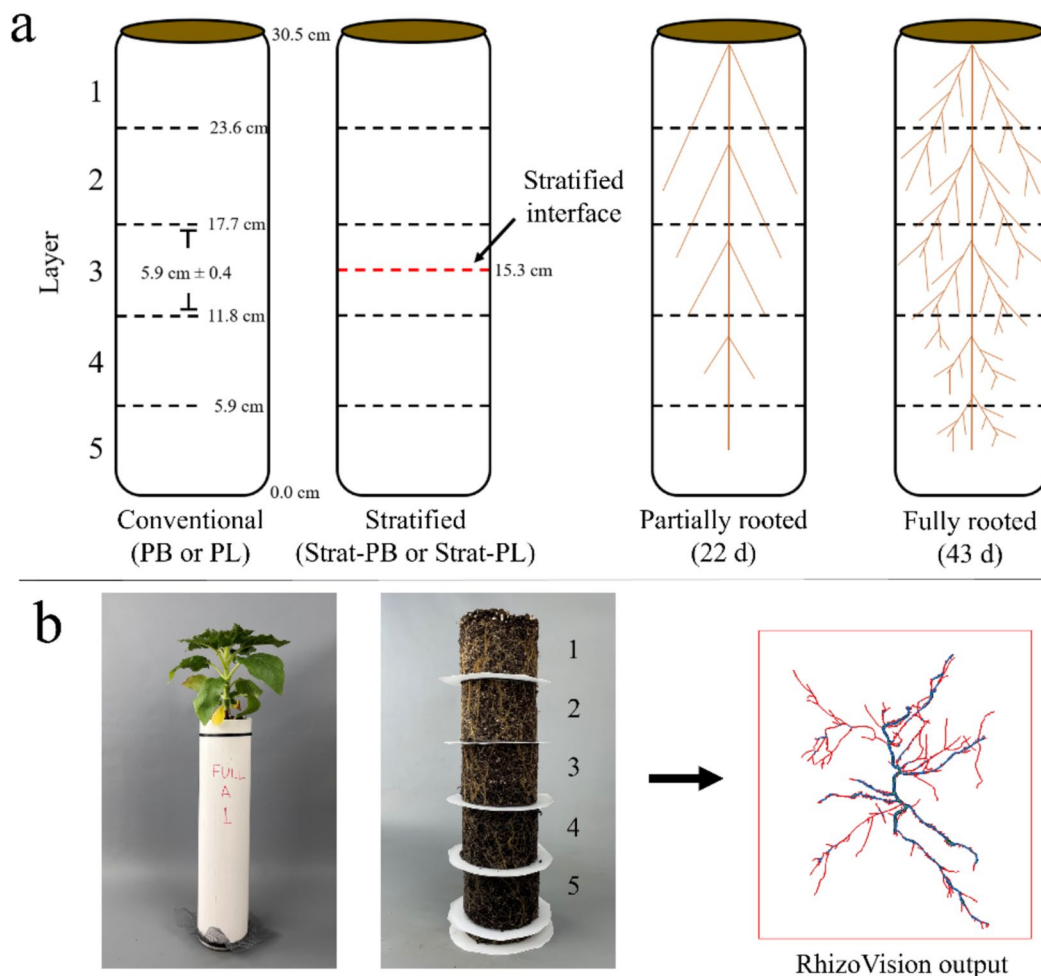 a
30.5 cm
1
23.6 cm
2
17.7 cm
Stratified
interface
Layer
3
5.9 cm ± 0.4
15.3 cm
11.8 cm
4
5.9 cm
5
0.0 cm
Conventional
(PB or PL)
Stratified
(Strat-PB or Strat-PL)
Partially rooted
(22 d)
Fully rooted
(43 d)
b
FULL
A
1
1
2
3
4
5
RhizoVision output